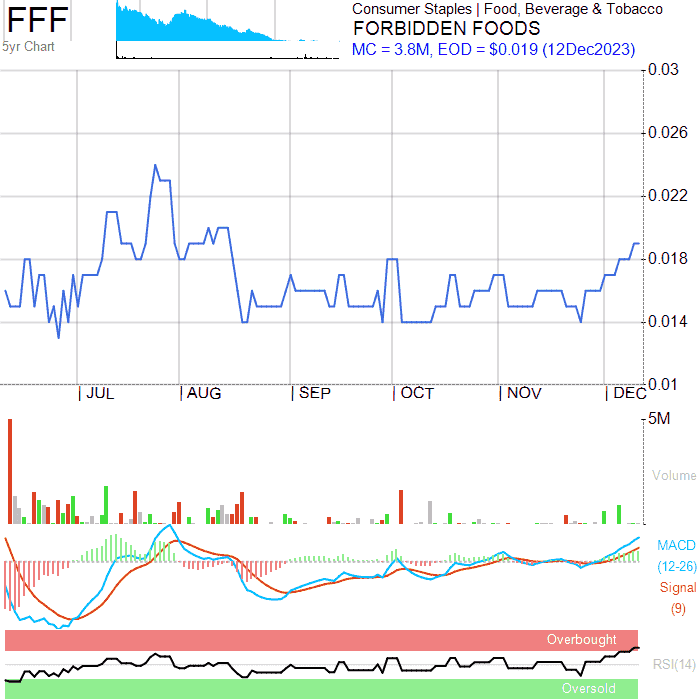 FFF
5yr Chart
Consumer Staples | Food, Beverage & Tobacco
FORBIDDEN FOODS
MC = 3.8M, EOD = $0.019 (12Dec2023)
0.03
0.026
0.022
0.018
0.014
0.01
JUL
AUG
SEP
OCT
NOV
DEC
5M
Volume
MACD
(12-26)
Signal
(9)
Overbought
RSI(14)
Oversold